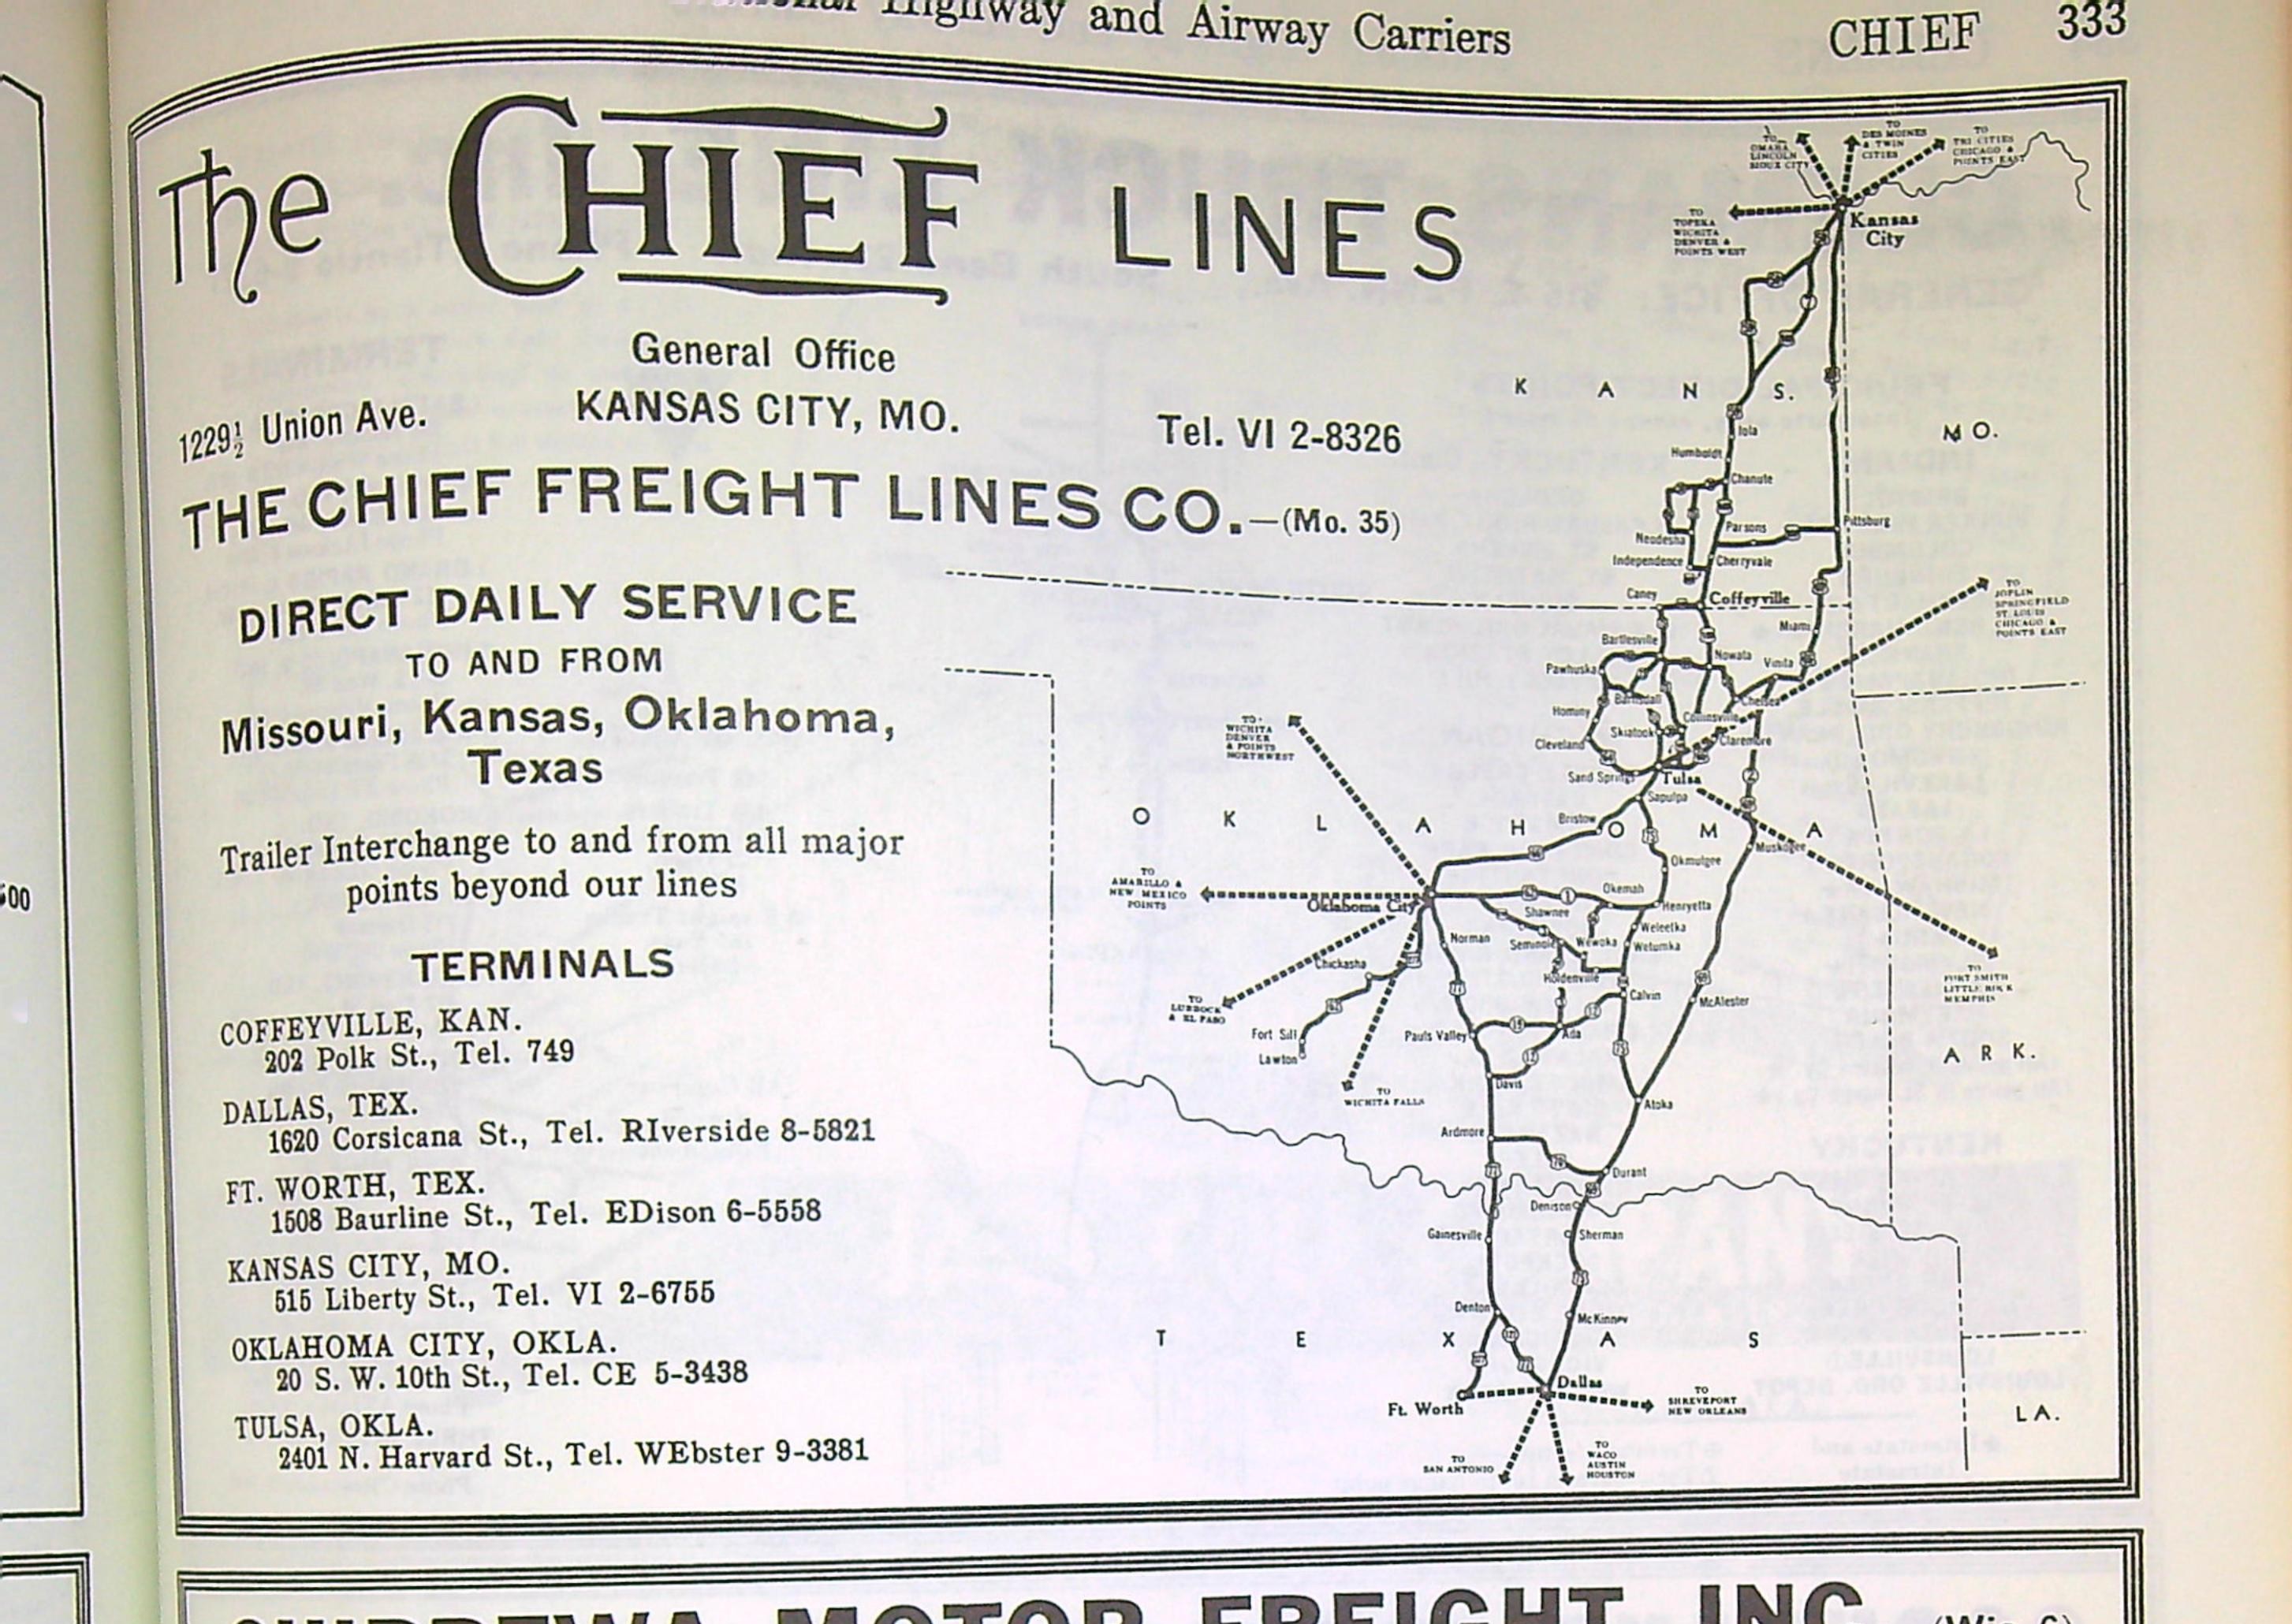 Highway and Airway Carriers
CHIEF 333
The CHIEF LINES
General Office
1229½ Union Ave. KANSAS CITY, MO. Tel. VI 2-8326
THE CHIEF FREIGHT LINES CO.—(Mo. 35)
DIRECT DAILY SERVICE
TO AND FROM
Missouri, Kansas, Oklahoma,
Texas
Trailer Interchange to and from all major
points beyond our lines
TERMINALS
COFFEYVILLE, KAN.
202 Polk St., Tel. 749
DALLAS, TEX.
1620 Corsicana St., Tel. RIverside 8-5821
FT. WORTH, TEX.
1508 Baurline St., Tel. EDison 6-5558
KANSAS CITY, MO.
515 Liberty St., Tel. VI 2-6755
OKLAHOMA CITY, OKLA.
20 S. W. 10th St., Tel. CE 5-3438
TULSA, OKLA.
2401 N. Harvard St., Tel. WEbster 9-3381
TO
OMAHA
LINCOLN
SIOUX CITY
TO
DES MOINES
& TWIN
CITIES
TO
TRI CITIES
CHICAGO &
POINTS EAST
TO
TOPEKA
WICHITA
DENVER &
POINTS WEST
Kansas
City
KANS.
MO.
Iola
Humboldt
Chanute
Parsons
Pittsburg
Neodesha
Independence
Cherryvale
Caney
Coffeyville
TO
JOPLIN
SPRINGFIELD
ST. LOUIS
CHICAGO &
POINTS EAST
Miami
Bartlesville
Nowata
Vinita
Pawhuska
Barnsdall
Chelsea
Hominy
Collinsville
Skiatook
Cleveland
Claremore
Sand Springs
Tulsa
Sapulpa
TO
WICHITA
DENVER
& POINTS
NORTHWEST
Bristow
OKLAHOMA
Muskogee
Okmulgee
TO
AMARILLO &
NEW MEXICO
POINTS
Okemah
Oklahoma City
Shawnee
Henryetta
Weleetka
Norman
Seminole
Wewoka
Wetumka
Chickasha
Holdenville
TO
FORT SMITH
LITTLE ROCK
MEMPHIS
TO
LUBBOCK
& EL PASO
Calvin
McAlester
Fort Sill
Pauls Valley
Ada
Lawton
ARK.
Davis
TO
WICHITA FALLS
Atoka
Ardmore
Durant
Denison
Gainesville
Sherman
Denton
McKinney
TEXAS
Dallas
Ft. Worth
TO
SHREVEPORT
NEW ORLEANS
LA.
TO
SAN ANTONIO
TO
WACO
AUSTIN
HOUSTON
MOTOR FREIGHT INC